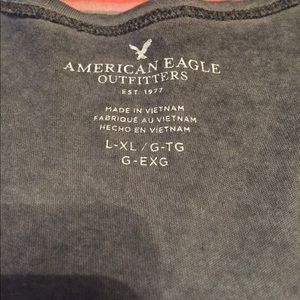 AMERICAN EAGLE
OUTFITTERS
EST. 1977
MADE IN VIETNAM
FABRIQUÉ AU VIETNAM
HECHO EN VIETNAM
L-XL / G-TG
G-EXG